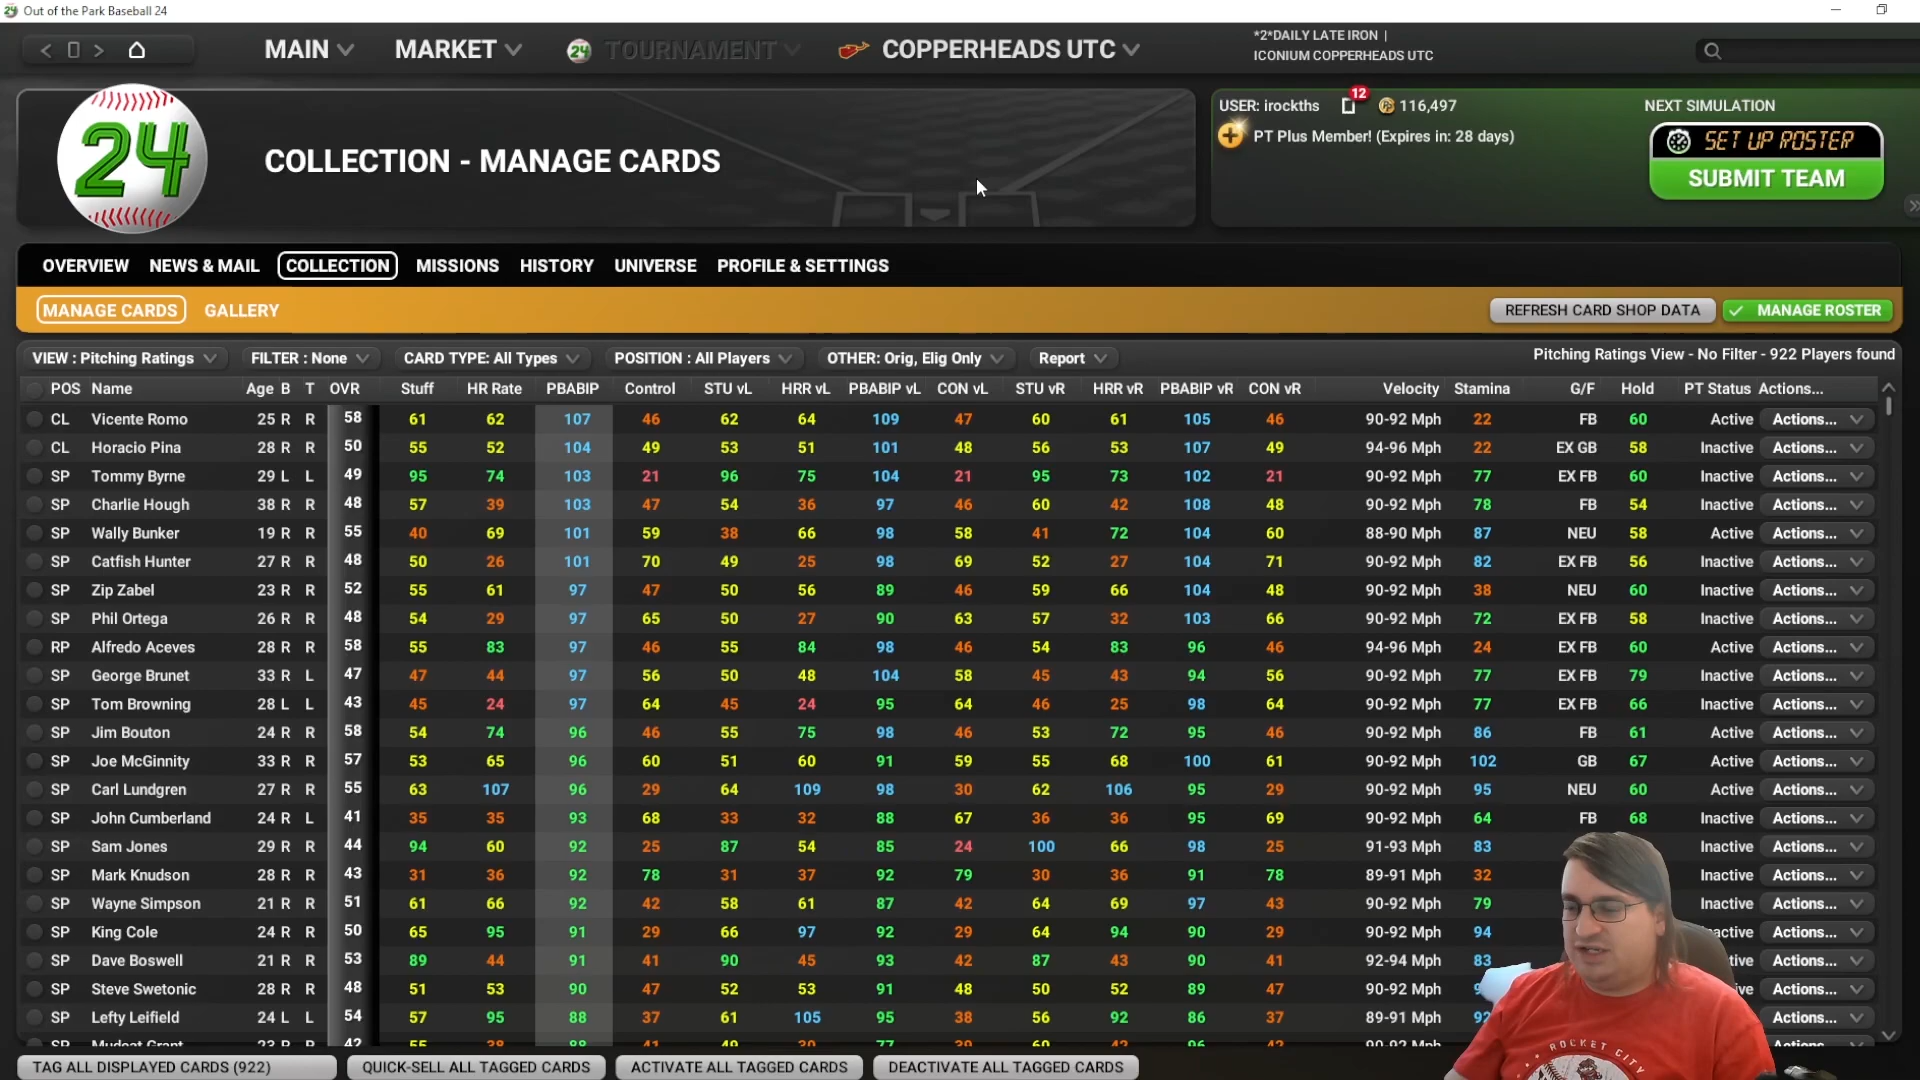 Out of the Park Baseball 24
MAIN
MARKET
TOURNAMENT
COPPERHEADS UTC
*2*DAILY LATE IRON |
ICONIUM COPPERHEADS UTC
24
COLLECTION - MANAGE CARDS
USER: irockths 12 116,497
PT Plus Member! (Expires in: 28 days)
NEXT SIMULATION
SET UP ROSTER
SUBMIT TEAM
OVERVIEW NEWS & MAIL COLLECTION MISSIONS HISTORY UNIVERSE PROFILE & SETTINGS
MANAGE CARDS GALLERY REFRESH CARD SHOP DATA MANAGE ROSTER
VIEW : Pitching Ratings FILTER : None CARD TYPE: All Types POSITION : All Players OTHER: Orig, Elig Only Report Pitching Ratings View - No Filter - 922 Players found
POS Name Age B T OVR Stuff HR Rate PBABIP Control STU vL HRR vL PBABIP vL CON vL STU vR HRR vR PBABIP vR CON vR Velocity Stamina G/F Hold PT Status Actions...
CL Vicente Romo 25 R R 58 61 62 107 46 62 64 109 47 60 61 105 46 90-92 Mph 22 FB 60 Active Actions...
CL Horacio Pina 28 R R 50 55 52 104 49 53 51 101 48 56 53 107 49 94-96 Mph 22 EX GB 58 Inactive Actions...
SP Tommy Byrne 29 L L 49 95 74 103 21 96 75 104 21 95 73 102 21 90-92 Mph 77 EX FB 60 Inactive Actions...
SP Charlie Hough 38 R R 48 57 39 103 47 54 36 97 46 60 42 108 48 90-92 Mph 78 FB 54 Inactive Actions...
SP Wally Bunker 19 R R 55 40 69 101 59 38 66 98 58 41 72 104 60 88-90 Mph 87 NEU 58 Active Actions...
SP Catfish Hunter 27 R R 48 50 26 101 70 49 25 98 69 52 27 104 71 90-92 Mph 82 EX FB 56 Inactive Actions...
SP Zip Zabel 23 R R 52 55 61 97 47 50 56 89 46 59 66 104 48 90-92 Mph 38 NEU 60 Inactive Actions...
SP Phil Ortega 26 R R 48 54 29 97 65 50 27 90 63 57 32 103 66 90-92 Mph 72 EX FB 58 Inactive Actions...
RP Alfredo Aceves 28 R R 58 55 83 97 46 55 84 98 46 54 83 96 46 94-96 Mph 24 EX FB 60 Active Actions...
SP George Brunet 33 R L 47 47 44 97 56 50 48 104 58 45 43 94 56 90-92 Mph 77 EX FB 79 Inactive Actions...
SP Tom Browning 28 L L 43 45 24 97 64 45 24 95 64 46 25 98 64 90-92 Mph 77 EX FB 66 Inactive Actions...
SP Jim Bouton 24 R R 58 54 74 96 46 55 75 98 46 53 72 95 46 90-92 Mph 86 FB 61 Active Actions...
SP Joe McGinnity 33 R R 57 53 65 96 60 51 60 91 59 55 68 100 61 90-92 Mph 102 GB 67 Active Actions...
SP Carl Lundgren 27 R R 55 63 107 96 29 64 109 98 30 62 106 95 29 90-92 Mph 95 NEU 60 Active Actions...
SP John Cumberland 24 R L 41 35 35 93 68 33 32 88 67 36 36 95 69 90-92 Mph 64 FB 68 Inactive Actions...
SP Sam Jones 29 R R 44 94 60 92 25 87 54 85 24 100 66 98 25 91-93 Mph 83 Inactive Actions...
SP Mark Knudson 28 R R 43 31 36 92 78 31 37 92 79 30 36 91 78 89-91 Mph 32 Inactive Actions...
SP Wayne Simpson 21 R R 51 61 66 92 42 58 61 87 42 64 69 97 43 90-92 Mph 79 Inactive Actions...
SP King Cole 24 R R 50 65 95 91 29 66 97 92 29 64 94 90 29 90-92 Mph 94 active Actions...
SP Dave Boswell 21 R R 53 89 44 91 41 90 45 93 42 87 43 90 41 92-94 Mph 83 tive Actions...
SP Steve Swetonic 28 R R 48 51 53 90 47 52 53 91 48 50 52 89 47 90-92 Mph ive Actions...
SP Lefty Leifield 24 L L 54 57 95 88 37 61 105 95 38 56 92 86 37 89-91 Mph 92 Actions...
SP Mudcat Grant 23 R R 42 55 38 88 41 49 30 77 39 60 42 96 42 90-92 Mph
ROCKET CITY
TAG ALL DISPLAYED CARDS (922) QUICK-SELL ALL TAGGED CARDS ACTIVATE ALL TAGGED CARDS DEACTIVATE ALL TAGGED CARDS